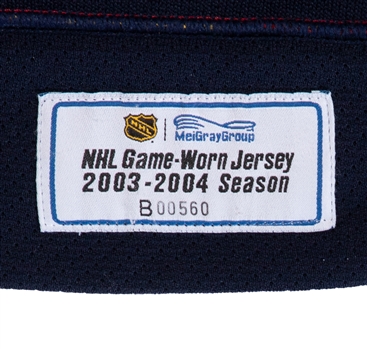 NHL MeiGrayGroup
NHL Game-Worn Jersey
2003-2004 Season
B00560